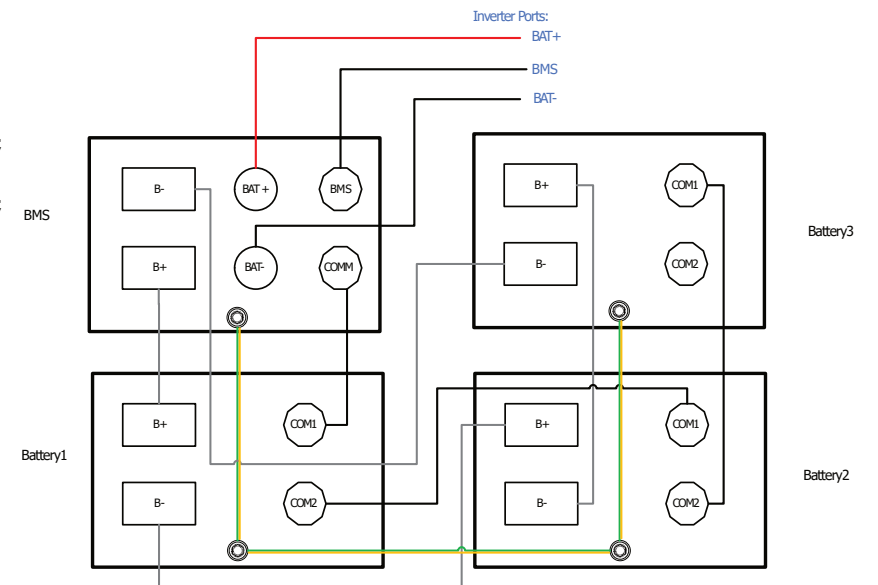 Inverter Ports:
BAT+
BMS
BAT-
BMS
B-
BAT +
BMS
B+
BAT-
COMM
Battery3
B+
COM1
B-
COM2
Battery1
B+
COM1
B-
COM2
Battery2
B+
COM1
B-
COM2